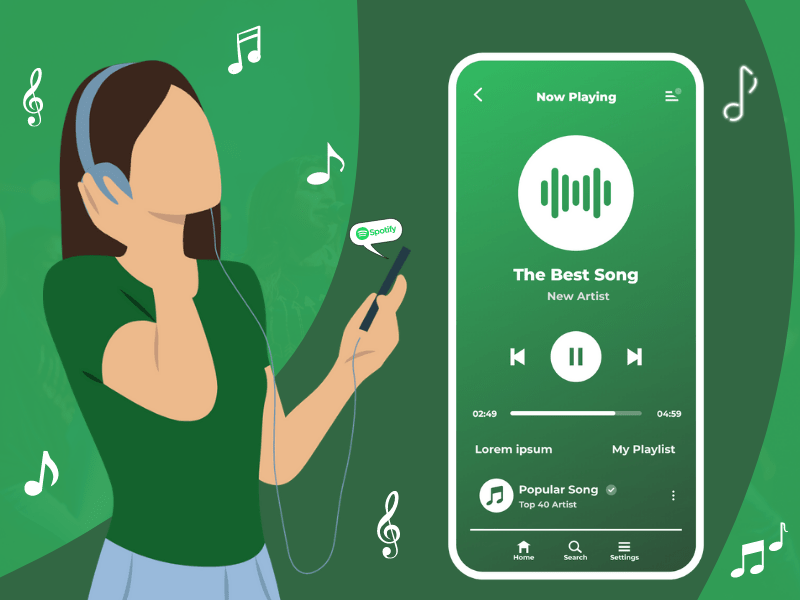 Spotify
Now Playing
The Best Song
New Artist
02:49 04:59
Lorem ipsum My Playlist
Popular Song
Top 40 Artist
Home Search Settings